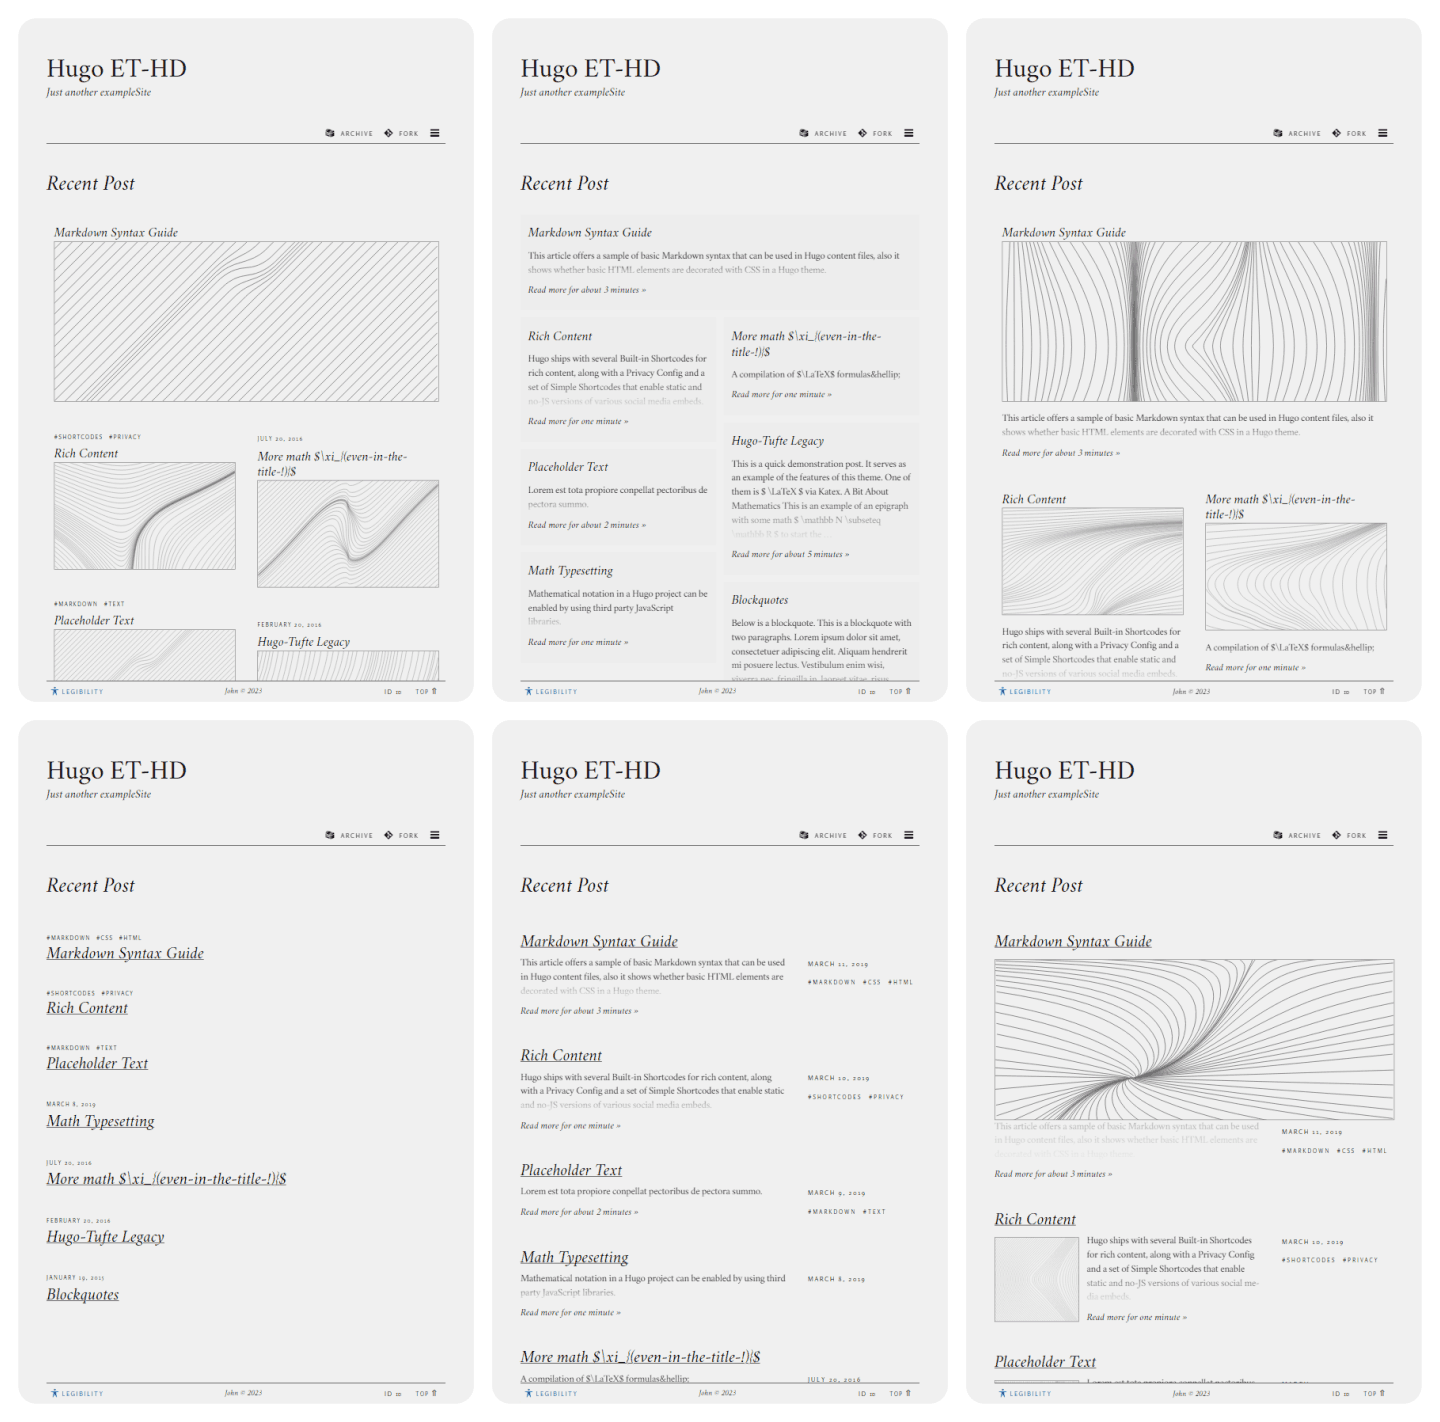 Hugo ET-HD
Just another exampleSite
ARCHIVE FORK
Recent Post
Markdown Syntax Guide
#SHORTCODES #PRIVACY
Rich Content
JULY 20, 2016
More math $\xi_|(even-in-the-
title-!)|$
#MARKDOWN #TEXT
Placeholder Text
FEBRUARY 20, 2016
Hugo-Tufte Legacy
LEGIBILITY
John © 2023
ID ∞ TOP ⇑
Hugo ET-HD
Just another exampleSite
ARCHIVE FORK
Recent Post
Markdown Syntax Guide
This article offers a sample of basic Markdown syntax that can be used in Hugo content files, also it
shows whether basic HTML elements are decorated with CSS in a Hugo theme.
Read more for about 3 minutes »
Rich Content
Hugo ships with several Built-in Shortcodes for
rich content, along with a Privacy Config and a
set of Simple Shortcodes that enable static and
no-JS versions of various social media embeds.
Read more for one minute »
Placeholder Text
Lorem est tota propiore conpellat pectoribus de
pectora summo.
Read more for about 2 minutes »
Math Typesetting
Mathematical notation in a Hugo project can be
enabled by using third party JavaScript
libraries.
Read more for one minute »
More math $\xi_|(even-in-the-
title-!)|$
A compilation of $\LaTeX$ formulas&hellip;
Read more for one minute »
Hugo-Tufte Legacy
This is a quick demonstration post. It serves as
an example of the features of this theme. One of
them is $ \LaTeX $ via Katex. A Bit About
Mathematics This is an example of an epigraph
with some math $ \mathbb N \subseteq
\mathbb R $ to start the ...
Read more for about 5 minutes »
Blockquotes
Below is a blockquote. This is a blockquote with
two paragraphs. Lorem ipsum dolor sit amet,
consectetuer adipiscing elit. Aliquam hendrerit
mi posuere lectus. Vestibulum enim wisi,
viverra nec, fringilla in, laoreet vitae, risus.
LEGIBILITY
John © 2023
ID ∞ TOP ⇑
Hugo ET-HD
Just another exampleSite
ARCHIVE FORK
Recent Post
Markdown Syntax Guide
This article offers a sample of basic Markdown syntax that can be used in Hugo content files, also it
shows whether basic HTML elements are decorated with CSS in a Hugo theme.
Read more for about 3 minutes »
Rich Content
Hugo ships with several Built-in Shortcodes for
rich content, along with a Privacy Config and a
set of Simple Shortcodes that enable static and
no-JS versions of various social media embeds.
More math $\xi_|(even-in-the-
title-!)|$
A compilation of $\LaTeX$ formulas&hellip;
Read more for one minute »
LEGIBILITY
John © 2023
ID ∞ TOP ⇑
Hugo ET-HD
Just another exampleSite
ARCHIVE FORK
Recent Post
#MARKDOWN #CSS #HTML
Markdown Syntax Guide
#SHORTCODES #PRIVACY
Rich Content
#MARKDOWN #TEXT
Placeholder Text
MARCH 8, 2019
Math Typesetting
JULY 20, 2016
More math $\xi_|(even-in-the-title-!)|$
FEBRUARY 20, 2016
Hugo-Tufte Legacy
JANUARY 19, 2015
Blockquotes
LEGIBILITY
John © 2023
ID ∞ TOP ⇑
Hugo ET-HD
Just another exampleSite
ARCHIVE FORK
Recent Post
Markdown Syntax Guide
This article offers a sample of basic Markdown syntax that can be used
in Hugo content files, also it shows whether basic HTML elements are
decorated with CSS in a Hugo theme.
Read more for about 3 minutes »
MARCH 11, 2019
#MARKDOWN #CSS #HTML
Rich Content
Hugo ships with several Built-in Shortcodes for rich content, along
with a Privacy Config and a set of Simple Shortcodes that enable static
and no-JS versions of various social media embeds.
Read more for one minute »
MARCH 10, 2019
#SHORTCODES #PRIVACY
Placeholder Text
Lorem est tota propiore conpellat pectoribus de pectora summo.
Read more for about 2 minutes »
MARCH 9, 2019
#MARKDOWN #TEXT
Math Typesetting
Mathematical notation in a Hugo project can be enabled by using third
party JavaScript libraries.
Read more for one minute »
MARCH 8, 2019
More math $\xi_|(even-in-the-title-!)|$
A compilation of $\LaTeX$ formulas&hellip;
JULY 20, 2016
LEGIBILITY
John © 2023
ID ∞ TOP ⇑
Hugo ET-HD
Just another exampleSite
ARCHIVE FORK
Recent Post
Markdown Syntax Guide
This article offers a sample of basic Markdown syntax that can be used
in Hugo content files, also it shows whether basic HTML elements are
decorated with CSS in a Hugo theme.
Read more for about 3 minutes »
MARCH 11, 2019
#MARKDOWN #CSS #HTML
Rich Content
Hugo ships with several Built-in Shortcodes
for rich content, along with a Privacy Config
and a set of Simple Shortcodes that enable
static and no-JS versions of various social me-
dia embeds.
Read more for one minute »
MARCH 10, 2019
#SHORTCODES #PRIVACY
Placeholder Text
Lorem est tota propiore conpellat pectoribus
LEGIBILITY
John © 2023
ID ∞ TOP ⇑